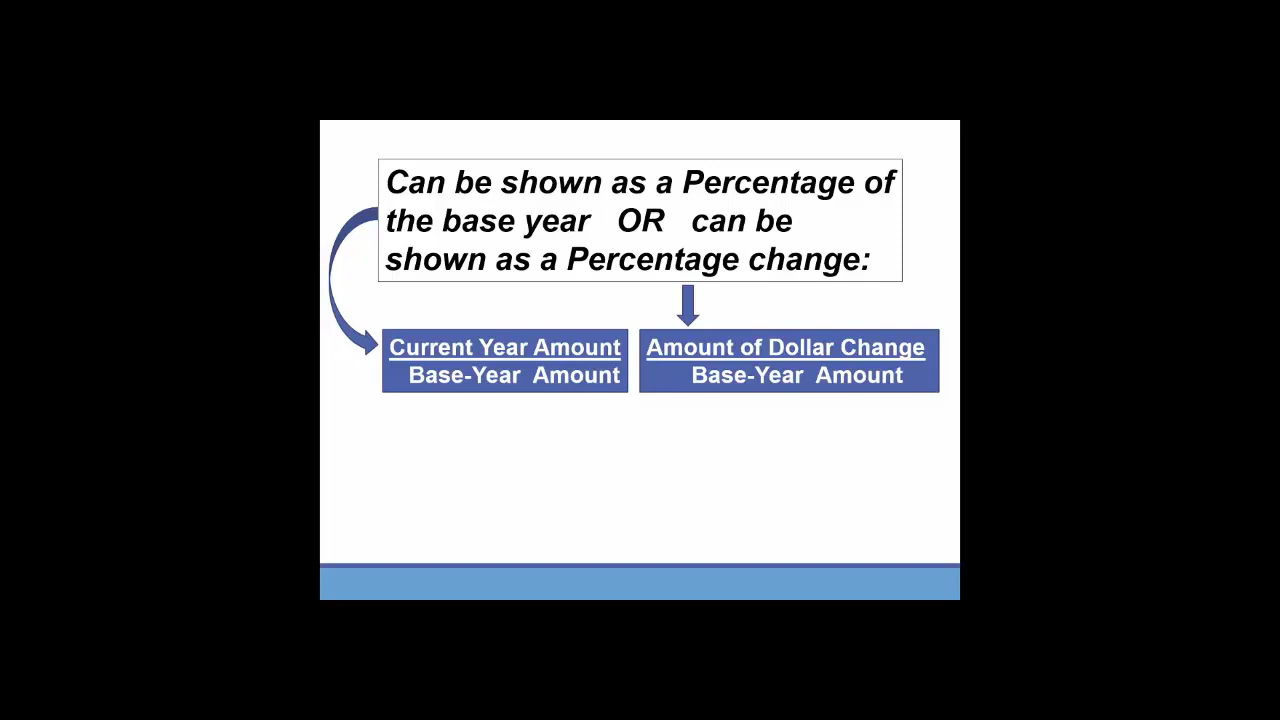 Can be shown as a Percentage of
the base year OR can be
shown as a Percentage change:
Current Year Amount
Base-Year Amount
Amount of Dollar Change
Base-Year Amount